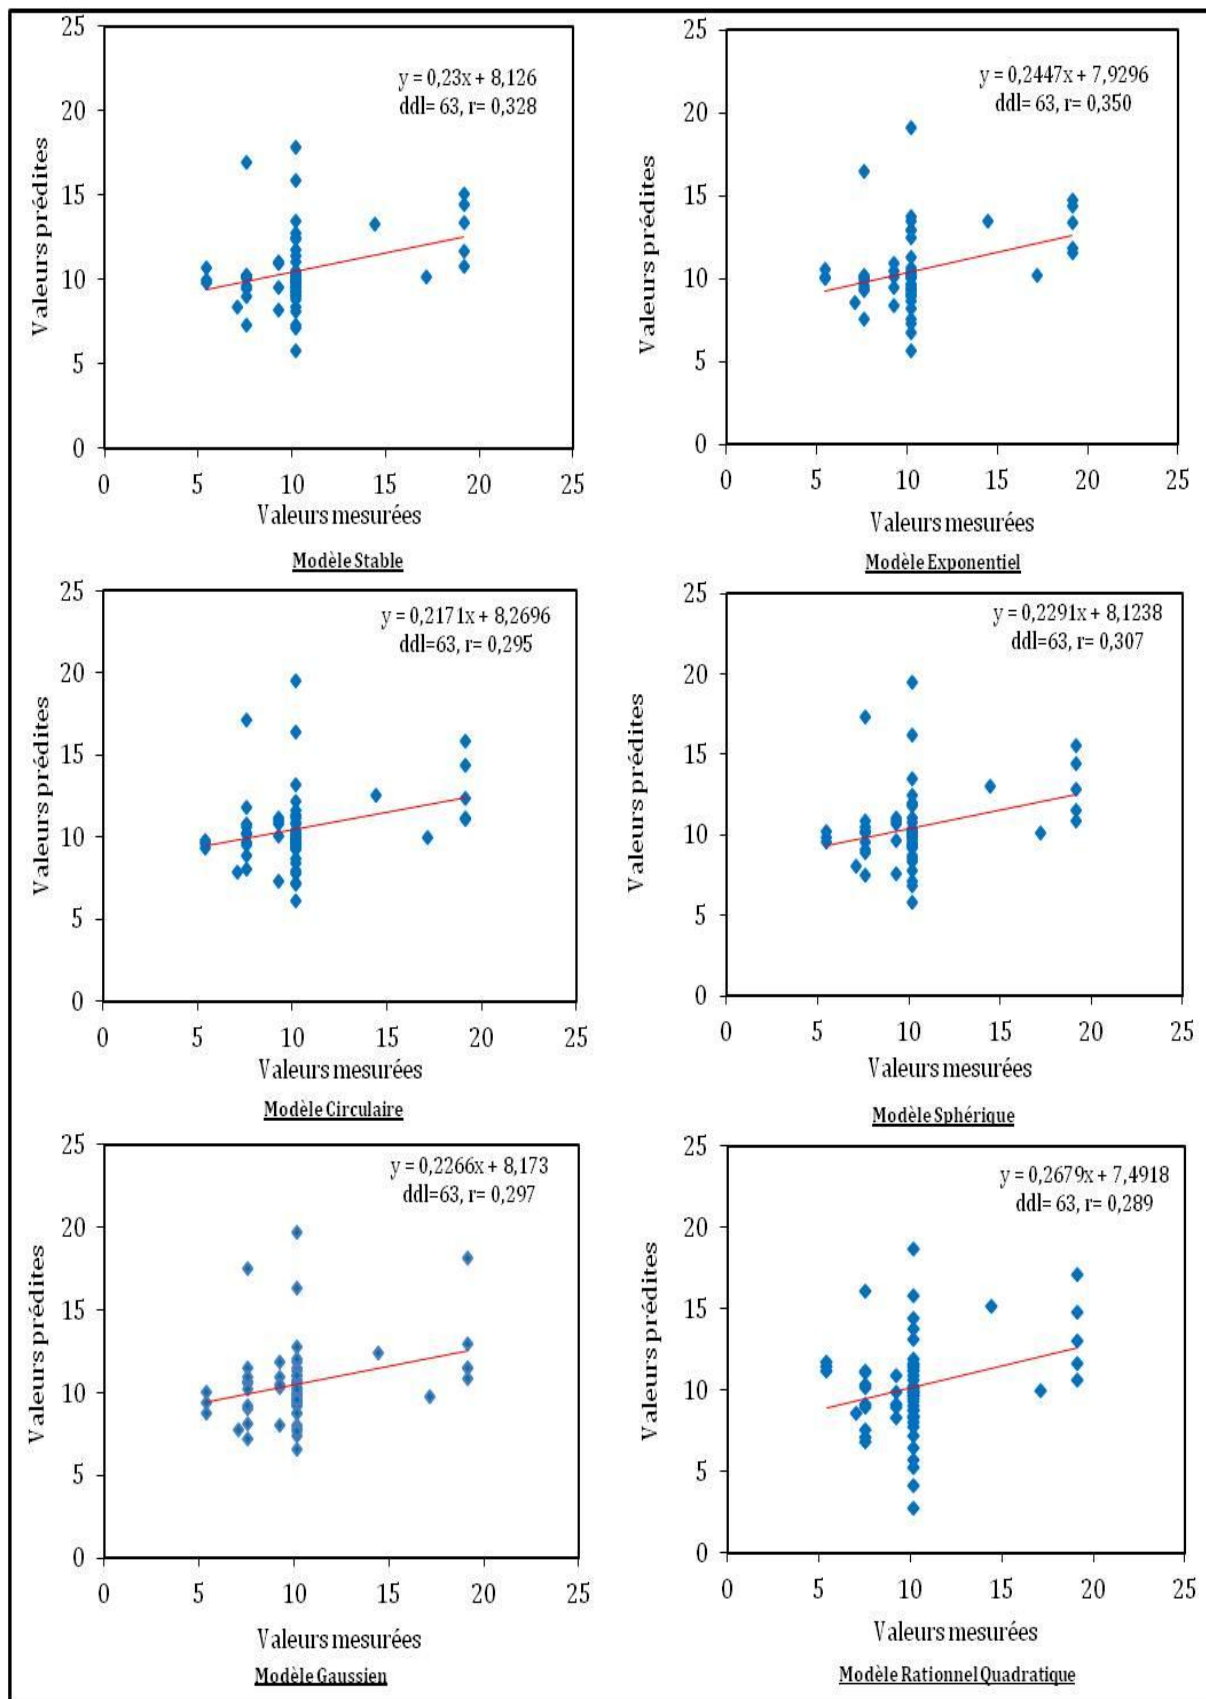 25
20
15
10
5
0
Valeurs prédites
y = 0,23x + 8,126
ddl= 63, r= 0,328
0 5 10 15 20 25
Valeurs mesurées
Modèle Stable
25
20
15
10
5
0
Valeurs prédites
y = 0,2447x + 7,9296
ddl= 63, r= 0,350
0 5 10 15 20 25
Valeurs mesurées
Modèle Exponentiel
25
20
15
10
5
0
Valeurs prédites
y = 0,2171x + 8,2696
ddl=63, r= 0,295
0 5 10 15 20 25
Valeurs mesurées
Modèle Circulaire
25
20
15
10
5
0
Valeurs prédites
y = 0,2291x + 8,1238
ddl=63, r= 0,307
0 5 10 15 20 25
Valeurs mesurées
Modèle Sphérique
25
20
15
10
5
0
Valeurs prédites
y = 0,2266x + 8,173
ddl=63, r= 0,297
0 5 10 15 20 25
Valeurs mesurées
Modèle Gaussien
25
20
15
10
5
0
Valeurs prédites
y = 0,2679x + 7,4918
ddl= 63, r= 0,289
0 5 10 15 20 25
Valeurs mesurées
Modèle Rationnel Quadratique